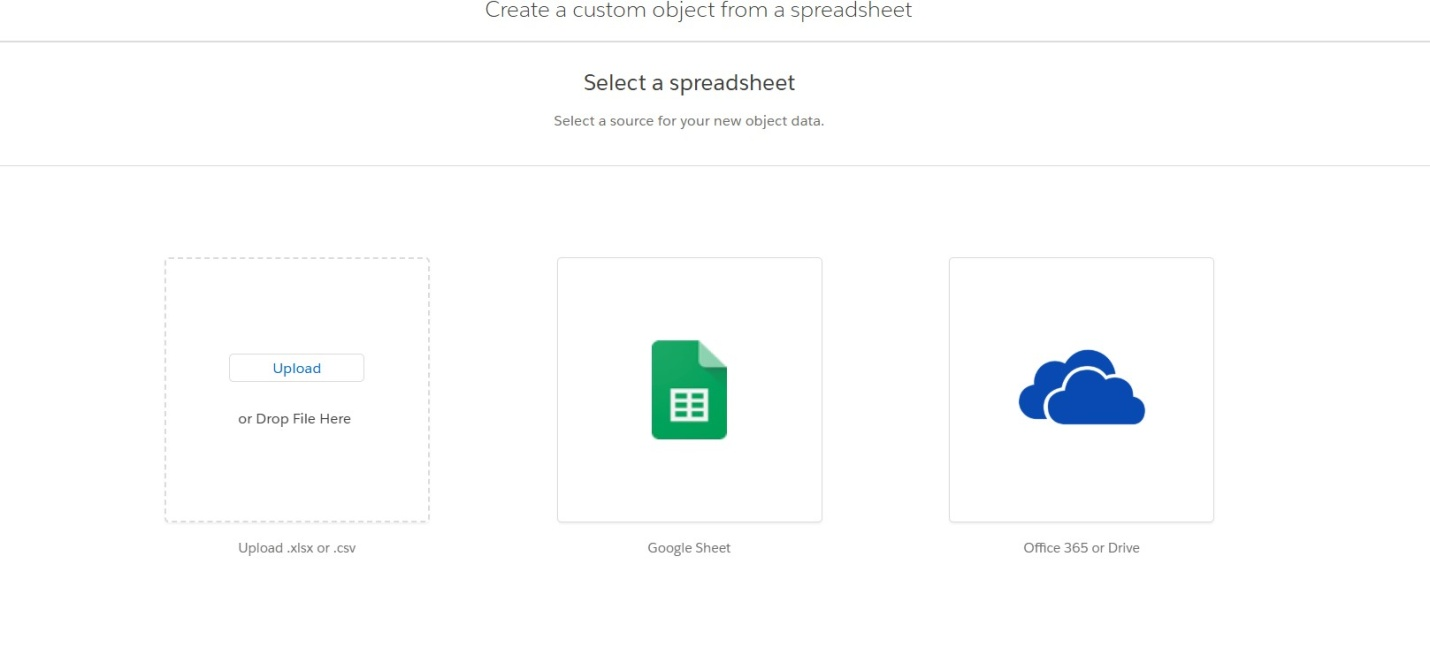 Create a custom object from a spreadsheet
Select a spreadsheet
Select a source for your new object data.
Upload
or Drop File Here
Upload .xlsx or .csv
Google Sheet
Office 365 or Drive